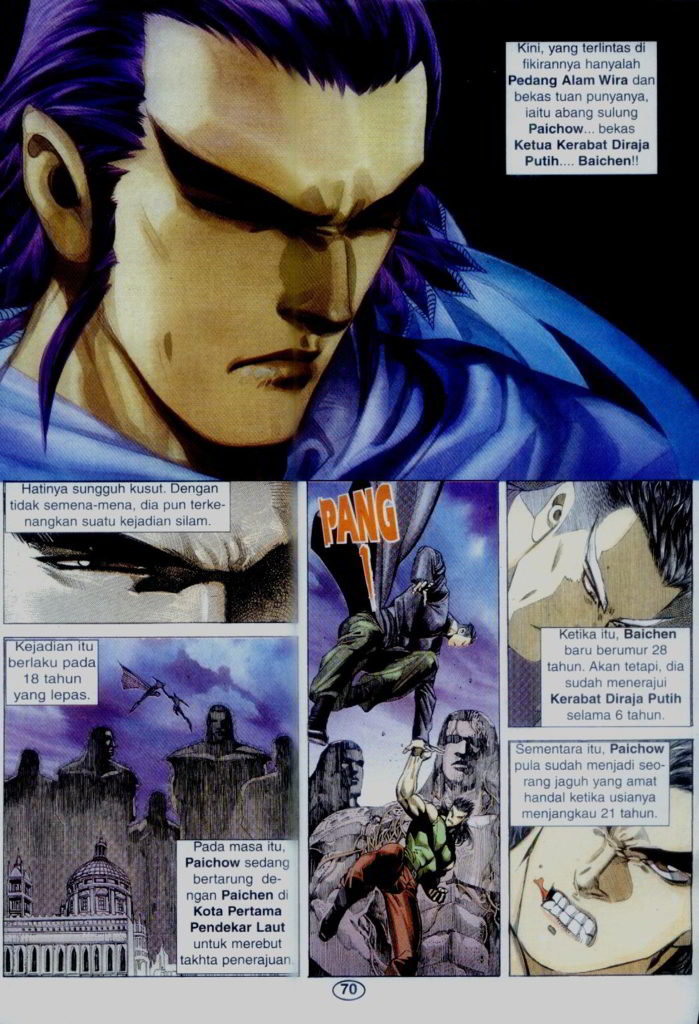 Kini, yang terlintas di
fikirannya hanyalah
Pedang Alam Wira dan
bekas tuan punyanya,
iaitu abang sulung
Paichow... bekas
Ketua Kerabat Diraja
Putih.... Baichen!!
Hatinya sungguh kusut. Dengan
tidak semena-mena, dia pun terke-
nangkan suatu kejadian silam.
Kejadian itu
berlaku pada
18 tahun
yang lepas.
Pada masa itu,
Paichow sedang
bertarung de-
ngan Paichen di
Kota Pertama
Pendekar Laut
untuk merebut
takhta penerajuan.
PANG
1
Ketika itu, Baichen
baru berumur 28
tahun. Akan tetapi, dia
sudah menerajui
Kerabat Diraja Putih
selama 6 tahun.
Sementara itu, Paichow
pula sudah menjadi seo-
rang jaguh yang amat
handal ketika usianya
menjangkau 21 tahun.
70